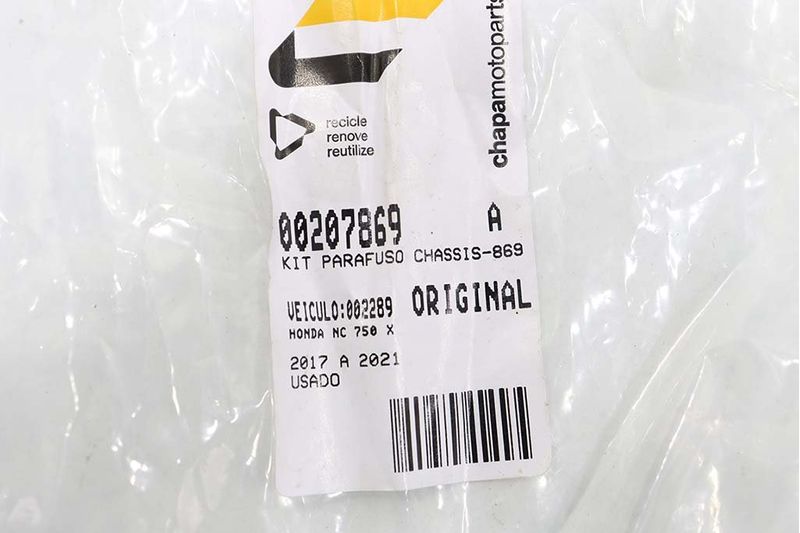 chapamotoparts
recicle
renove
reutilize
00207869 A
KIT PARAFUSO CHASSIS-869
VEICULO:002289 ORIGINAL
HONDA NC 750 X
2017 A 2021
USADO